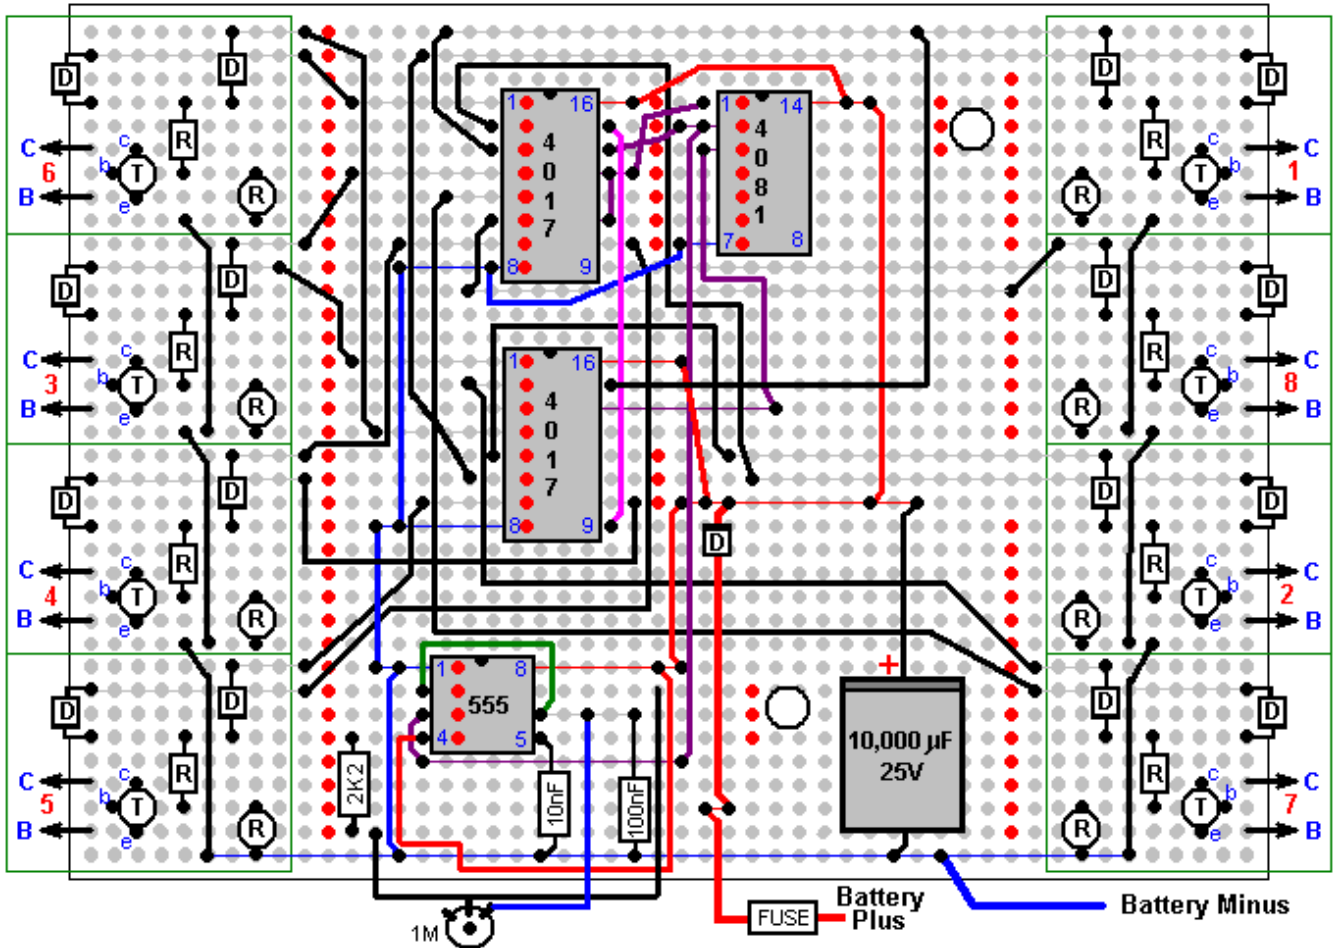 D
D
R
c
C
T
b
6
B
e
R
D
D
R
c
C
T
b
3
B
e
R
D
D
R
c
C
T
b
4
B
e
R
D
D
R
c
C
T
b
5
B
e
R
1 16
4
0
1
7
8 9
1 14
4
0
8
1
7 8
1 16
4
0
1
7
8 9
D
1 8
555
4 5
2K2
10nF
100nF
1M
+
10,000 µF
25V
FUSE
Battery
Plus
Battery Minus
D
D
R
c
C
T
b
1
B
e
R
D
D
R
c
C
T
b
8
B
e
R
D
D
R
c
C
T
b
2
B
e
R
D
D
R
c
C
T
b
7
B
e
R